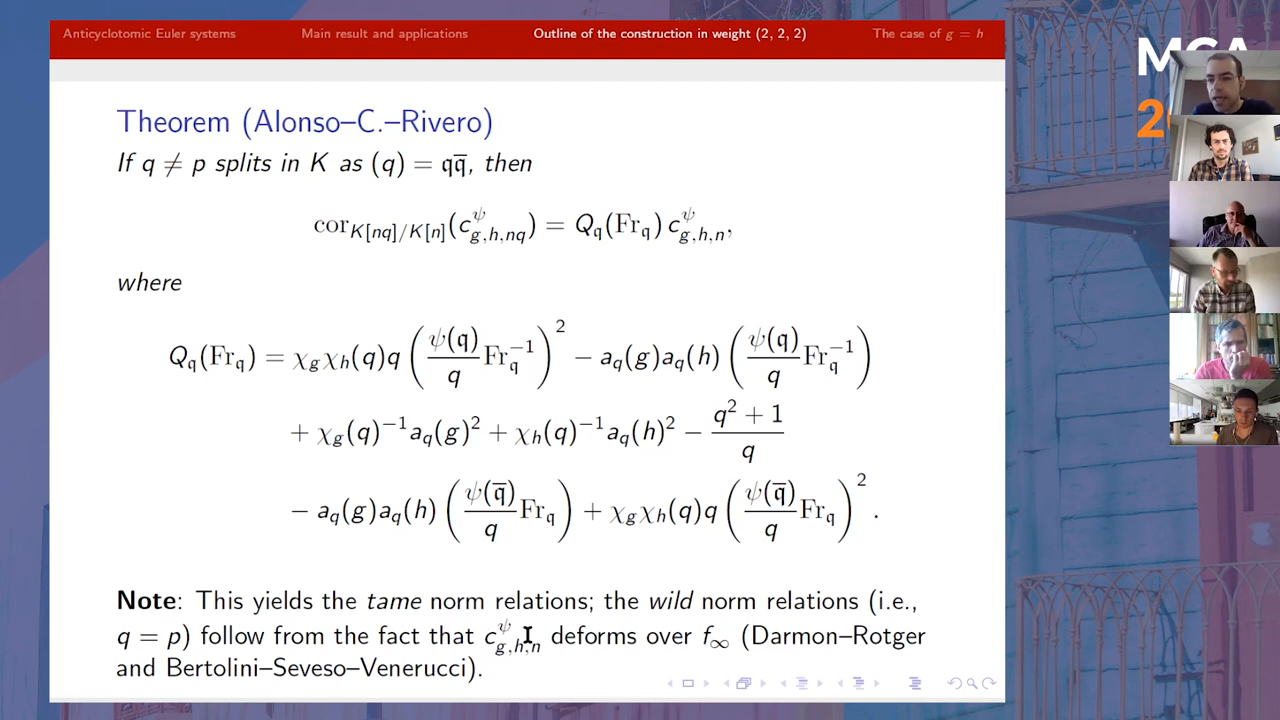 Anticyclotomic Euler systems Main result and applications Outline of the construction in weight (2, 2, 2) The case of g = h
Theorem (Alonso–C.–Rivero)
If q ≠ p splits in K as (q) = 𝔮𝔮̅, then
cor_{K[nq]/K[n]}(c^ψ_{g,h,nq}) = Q_𝔮(Fr_𝔮) c^ψ_{g,h,n},
where
Q_𝔮(Fr_𝔮) = χ_gχ_h(q)q (ψ(𝔮)/q Fr_𝔮^{-1})^2 − a_q(g)a_q(h) (ψ(𝔮)/q Fr_𝔮^{-1})
+ χ_g(q)^{-1}a_q(g)^2 + χ_h(q)^{-1}a_q(h)^2 − (q^2 + 1)/q
− a_q(g)a_q(h) (ψ(𝔮̅)/q Fr_𝔮) + χ_gχ_h(q)q (ψ(𝔮̅)/q Fr_𝔮)^2.
Note: This yields the tame norm relations; the wild norm relations (i.e.,
q = p) follow from the fact that c^ψ_{g,h,n} deforms over f_∞ (Darmon–Rotger
and Bertolini–Seveso–Venerucci).